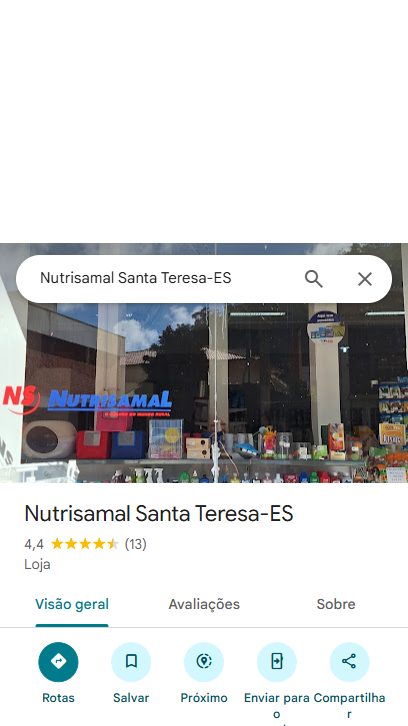 Nutrisamal Santa Teresa-ES
NS NUTRISAMAL
Nutrisamal Santa Teresa-ES
4,4 (13)
Loja
Visão geral Avaliações Sobre
Rotas Salvar Próximo Enviar para o Compartilhar